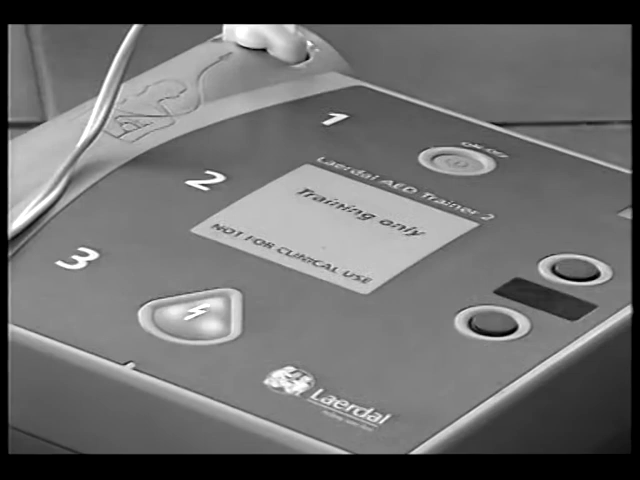 1
ON/OFF
Laerdal AED Trainer 2
2
Training only
NOT FOR CLINICAL USE
3
Laerdal